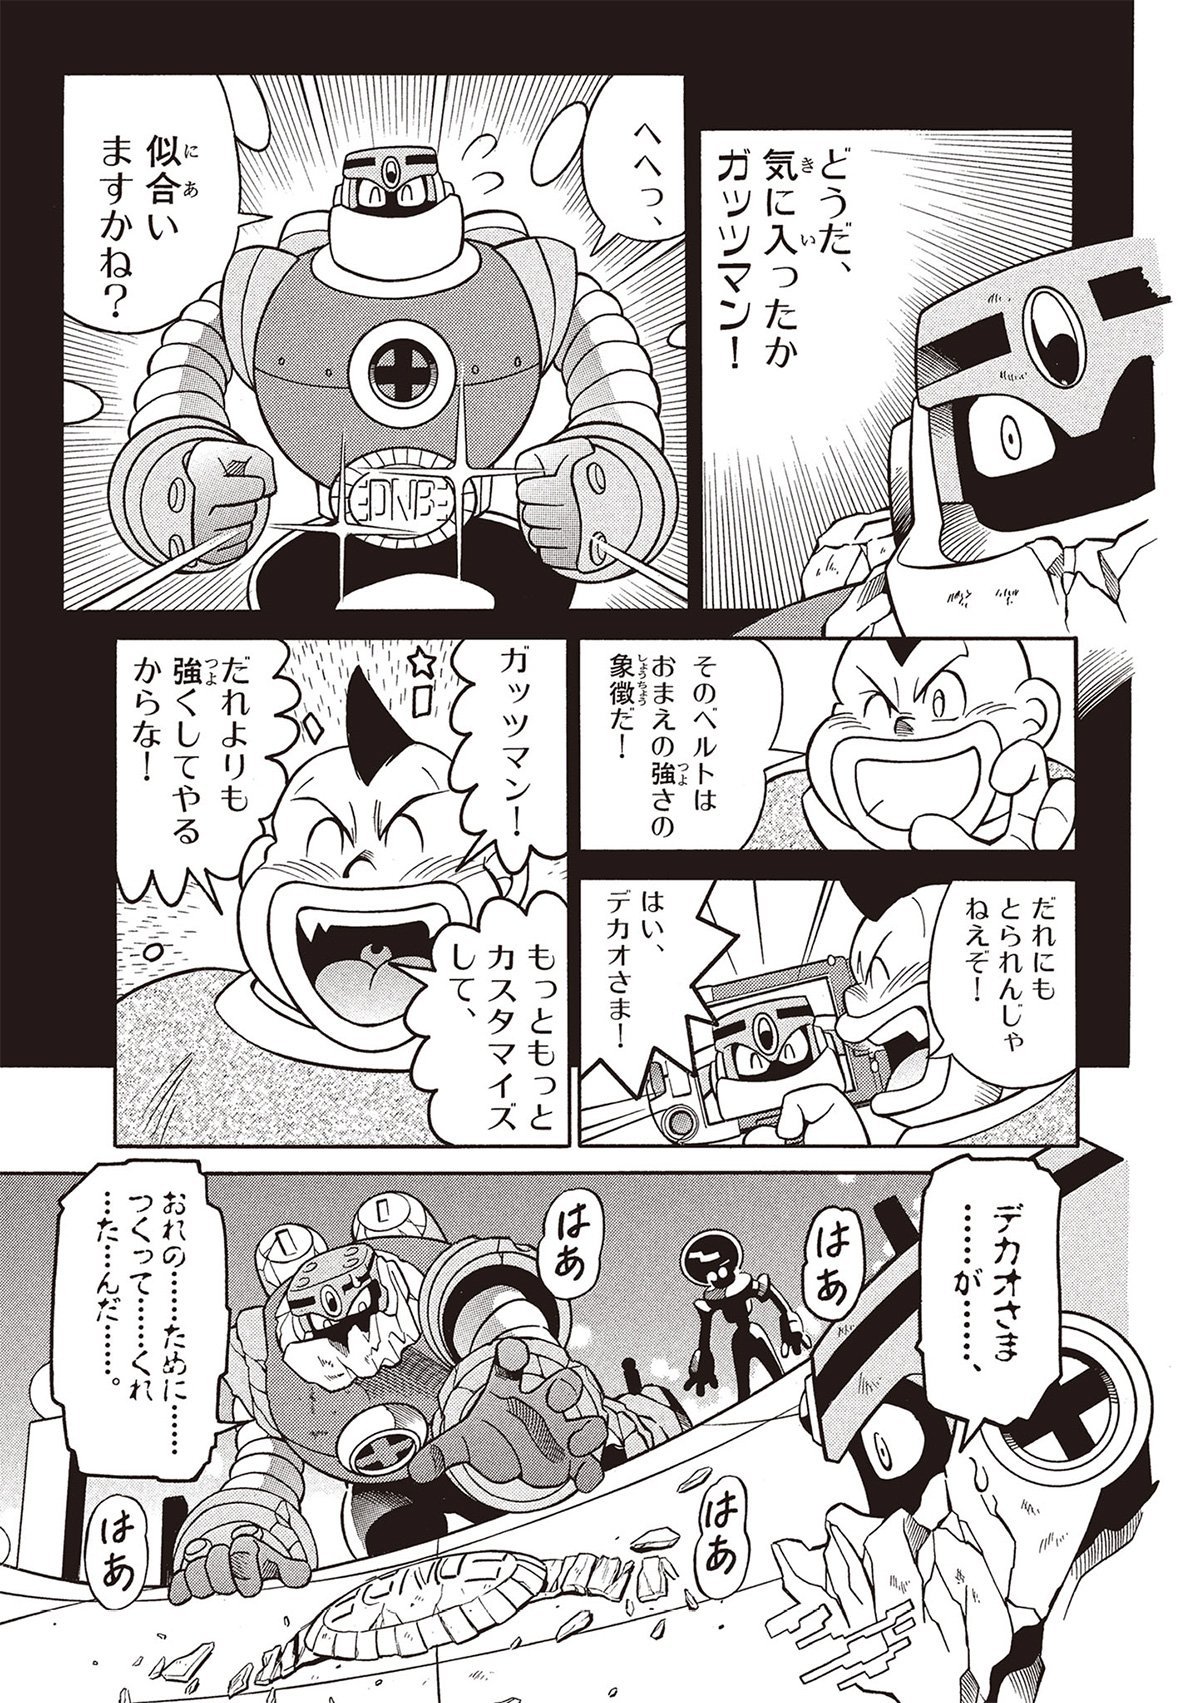 どうだ、
気に入ったか
ガッツマン！
へへっ、
似合い
ますかね？
DNB
そのベルトは
おまえの強さの
象徴だ！
だれにも
とられんじゃ
ねえぞ！
はい、
デカオさま！
ガッツマン！
もっともっと
カスタマイズ
して、
だれよりも
強くしてやる
からな！
デカオさま
……が……、
はあ
はあ
おれの……ために……
つくって……くれ
…た…んだ……。
はあ
はあ